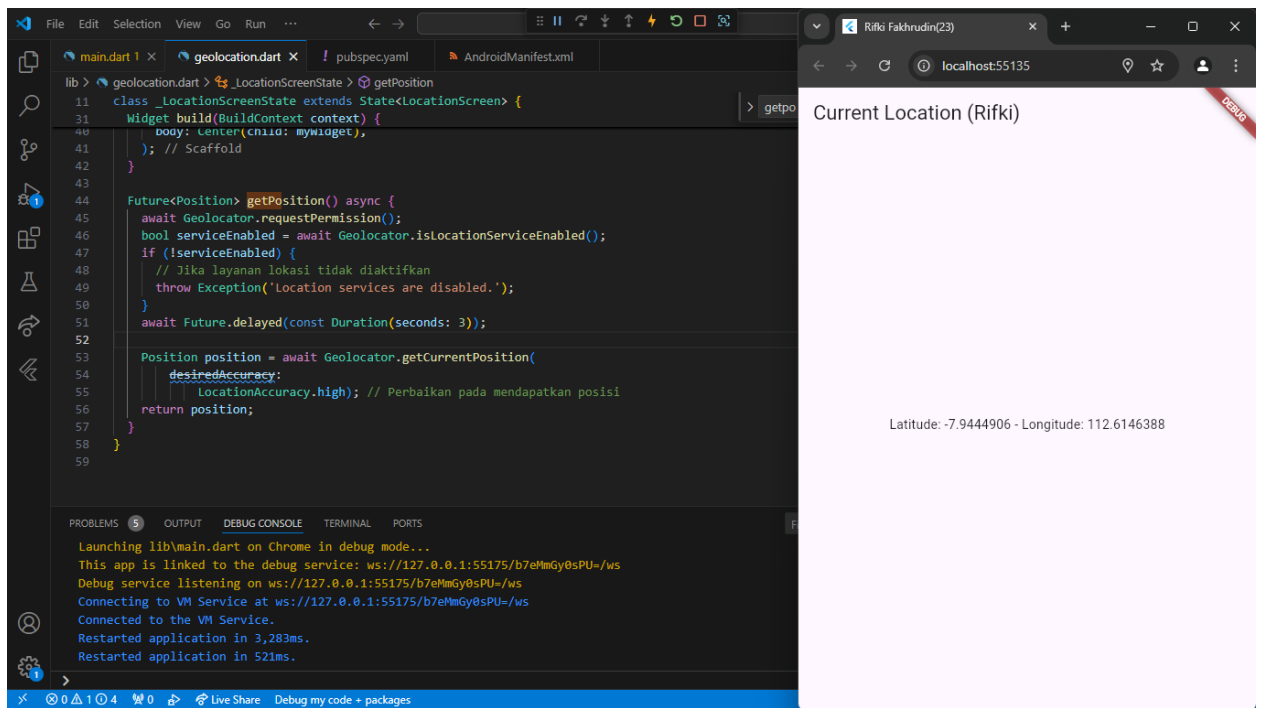 File Edit Selection View Go Run ...
main.dart 1
geolocation.dart
! pubspec.yaml
AndroidManifest.xml
lib > geolocation.dart > _LocationScreenState > getPosition
11 class _LocationScreenState extends State<LocationScreen> {
31 Widget build(BuildContext context) {
40 body: Center(child: myWidget),
41 ); // Scaffold
42 }
43
44 Future<Position> getPosition() async {
45 await Geolocator.requestPermission();
46 bool serviceEnabled = await Geolocator.isLocationServiceEnabled();
47 if (!serviceEnabled) {
48 // Jika layanan lokasi tidak diaktifkan
49 throw Exception('Location services are disabled.');
50 }
51 await Future.delayed(const Duration(seconds: 3));
52
53 Position position = await Geolocator.getCurrentPosition(
54 desiredAccuracy:
55 LocationAccuracy.high); // Perbaikan pada mendapatkan posisi
56 return position;
57 }
58 }
59
> getpo
PROBLEMS 5 OUTPUT DEBUG CONSOLE TERMINAL PORTS
Launching lib\main.dart on Chrome in debug mode...
This app is linked to the debug service: ws://127.0.0.1:55175/b7eMmGy0sPU=/ws
Debug service listening on ws://127.0.0.1:55175/b7eMmGy0sPU=/ws
Connecting to VM Service at ws://127.0.0.1:55175/b7eMmGy0sPU=/ws
Connected to the VM Service.
Restarted application in 3,283ms.
Restarted application in 521ms.
>
1
1
0 1 4 0 Live Share Debug my code + packages
Rifki Fakhrudin(23)
localhost:55135
Current Location (Rifki)
DEBUG
Latitude: -7.9444906 - Longitude: 112.6146388